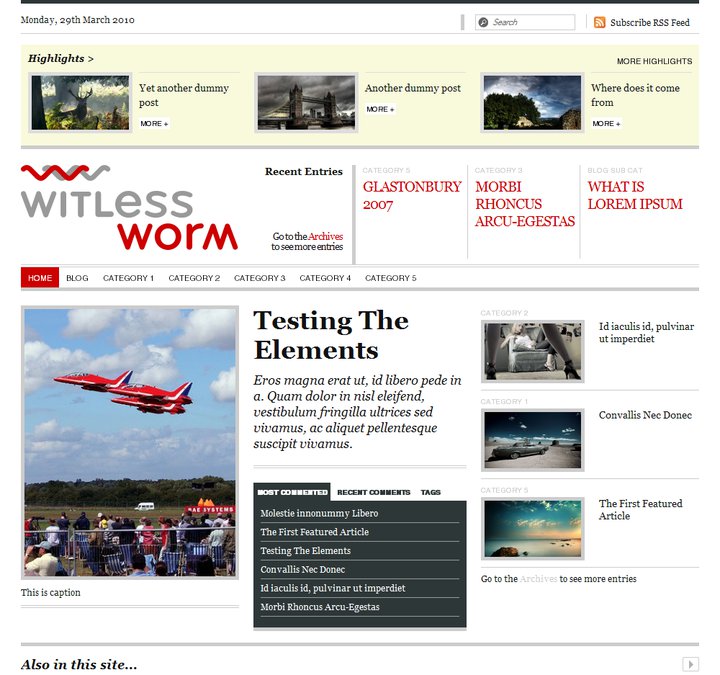 Monday, 29th March 2010
Search
Subscribe RSS Feed
Highlights >
MORE HIGHLIGHTS
Yet another dummy
post
MORE +
Another dummy post
MORE +
Where does it come
from
MORE +
WITLESS
WORM
Recent Entries
Go to the Archives
to see more entries
CATEGORY 5
GLASTONBURY
2007
CATEGORY 3
MORBI
RHONCUS
ARCU-EGESTAS
BLOG SUB CAT
WHAT IS
LOREM IPSUM
HOME BLOG CATEGORY 1 CATEGORY 2 CATEGORY 3 CATEGORY 4 CATEGORY 5
BAE SYSTEMS
This is caption
Testing The
Elements
Eros magna erat ut, id libero pede in
a. Quam dolor in nisl eleifend,
vestibulum fringilla ultrices sed
vivamus, ac aliquet pellentesque
suscipit vivamus.
MOST COMMENTED RECENT COMMENTS TAGS
Molestie innonummy Libero
The First Featured Article
Testing The Elements
Convallis Nec Donec
Id iaculis id, pulvinar ut imperdiet
Morbi Rhoncus Arcu-Egestas
CATEGORY 2
Id iaculis id, pulvinar
ut imperdiet
CATEGORY 1
Convallis Nec Donec
CATEGORY 5
The First Featured
Article
Go to the Archives to see more entries
Also in this site...